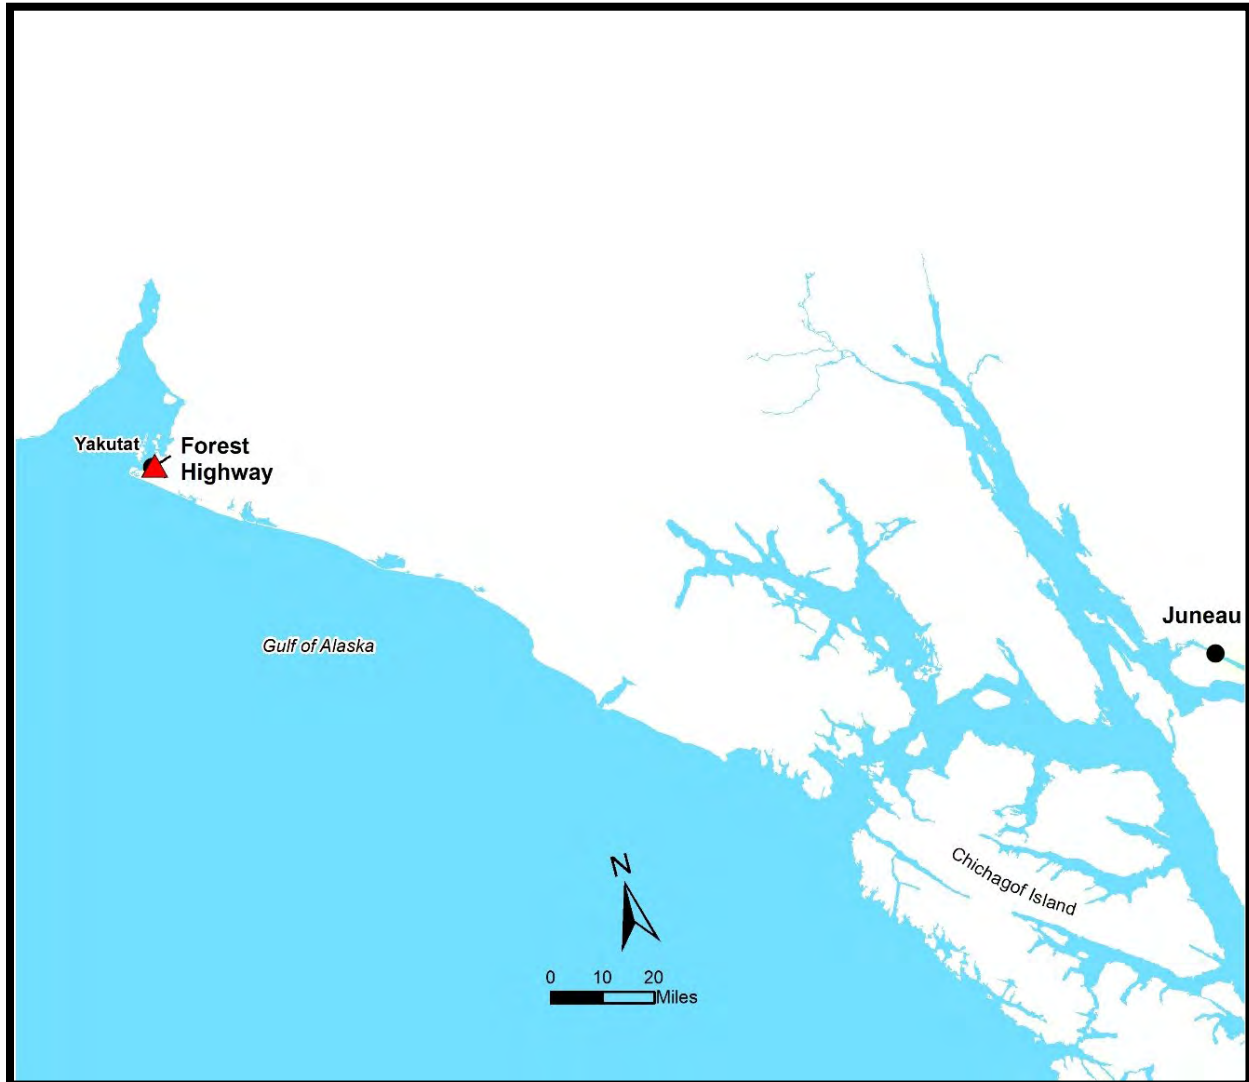 Yakutat
Forest
Highway
Juneau
Gulf of Alaska
Chichagof Island
N
0 10 20
Miles